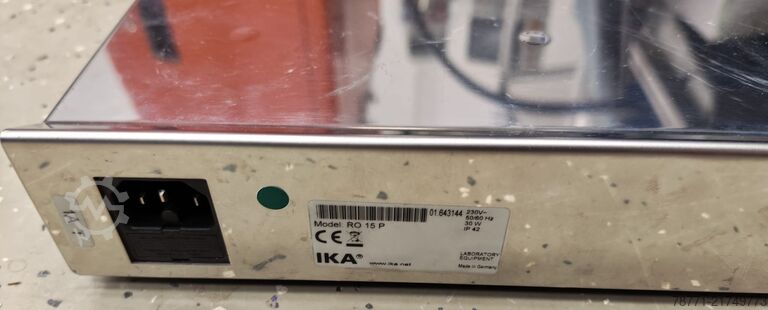 01.643144
230V~
50/60 Hz
30 W
IP 42
Model: RO 15 P
CE
IKA®
www.ika.net
LABORATORY
EQUIPMENT
Made in Germany
78771-21749773